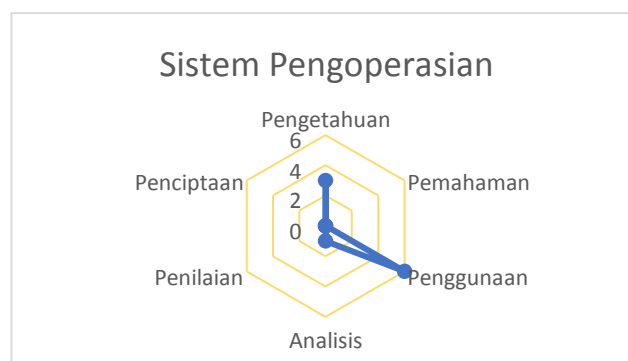 Sistem Pengoperasian
Pengetahuan
6
4
2
0
Pemahaman
Penggunaan
Analisis
Penilaian
Penciptaan